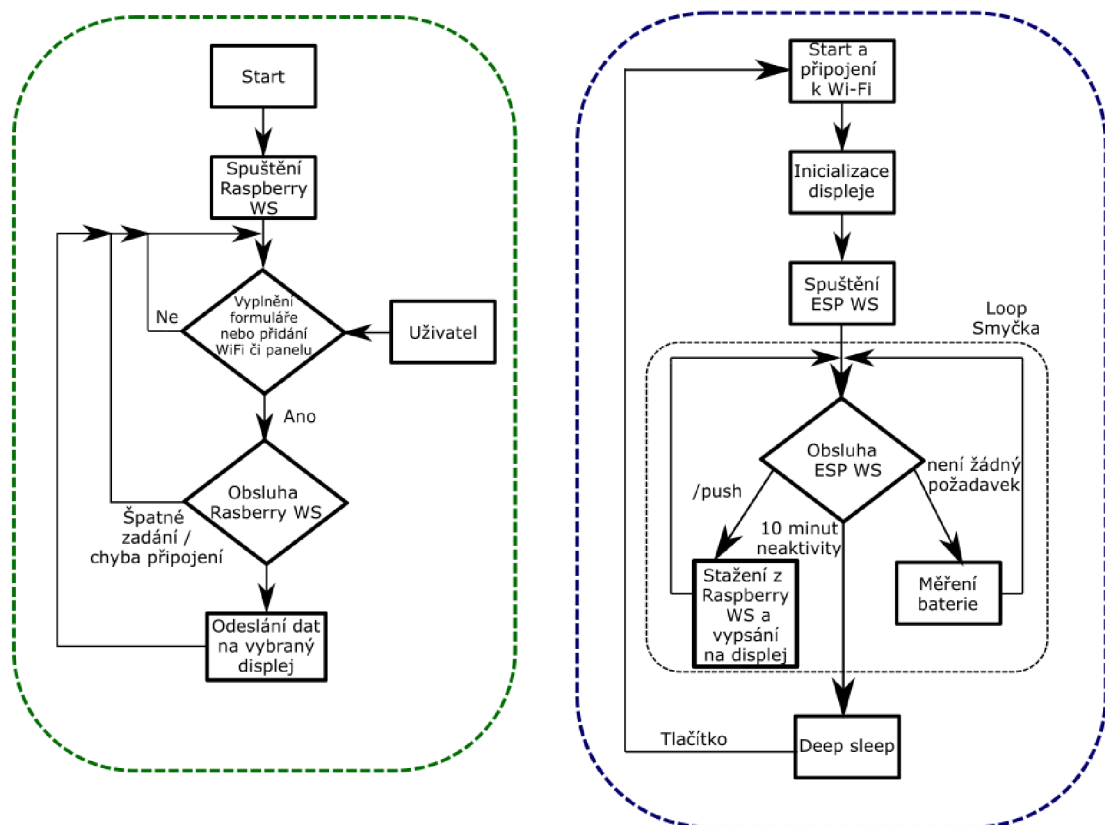 Start
Spuštění
Raspberry
WS
Vyplnění
formuláře
nebo přidání
WiFi či panelu
Ne
Uživatel
Ano
Obsluha
Rasberry WS
Špatné
zadání /
chyba připojení
Odeslání dat
na vybraný
displej
Start a
připojení
k Wi-Fi
Inicializace
displeje
Spuštění
ESP WS
Loop
Smyčka
Obsluha
ESP WS
/push
10 minut
neaktivity
není žádný
požadavek
Stažení z
Raspberry
WS a
vypsání
na displej
Měření
baterie
Tlačítko
Deep sleep